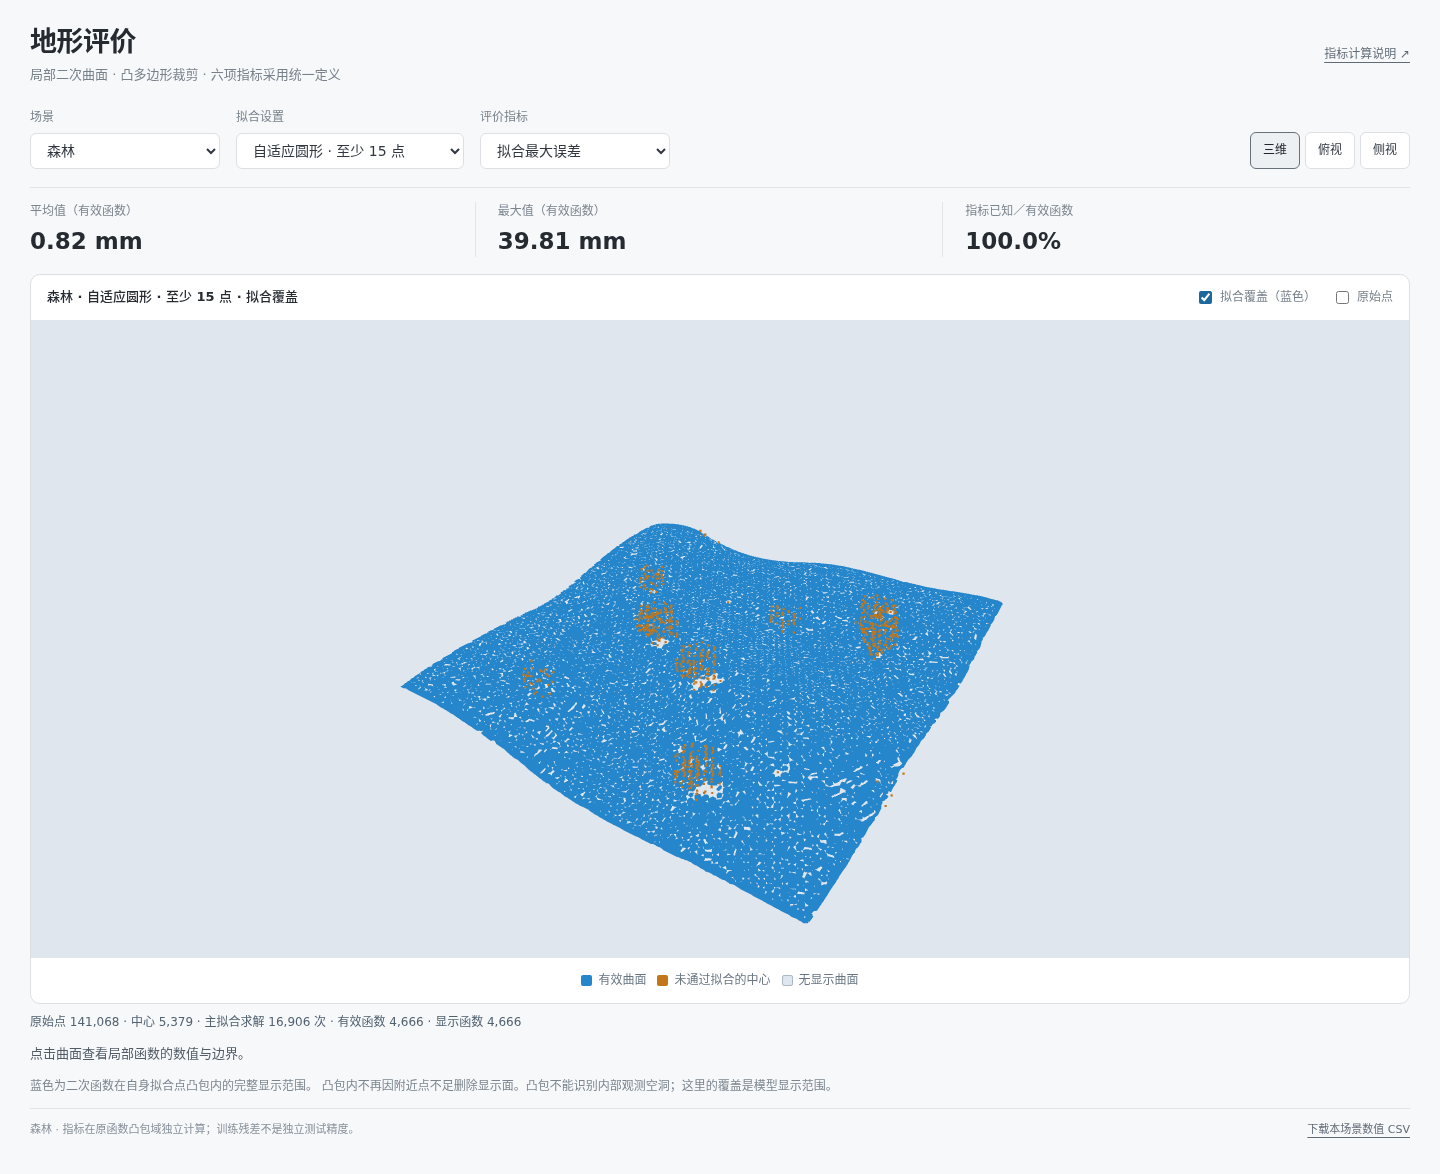 地形评价
指标计算说明 ↗
局部二次曲面 · 凸多边形裁剪 · 六项指标采用统一定义
场景
拟合设置
评价指标
森林
自适应圆形 · 至少 15 点
拟合最大误差
三维
俯视
侧视
平均值（有效函数）
最大值（有效函数）
指标已知／有效函数
0.82 mm
39.81 mm
100.0%
森林 · 自适应圆形 · 至少 15 点 · 拟合覆盖
拟合覆盖（蓝色）
原始点
有效曲面
未通过拟合的中心
无显示曲面
原始点 141,068 · 中心 5,379 · 主拟合求解 16,906 次 · 有效函数 4,666 · 显示函数 4,666
点击曲面查看局部函数的数值与边界。
蓝色为二次函数在自身拟合点凸包内的完整显示范围。 凸包内不再因附近点不足删除显示面。凸包不能识别内部观测空洞；这里的覆盖是模型显示范围。
森林 · 指标在原函数凸包域独立计算；训练残差不是独立测试精度。
下载本场景数值 CSV